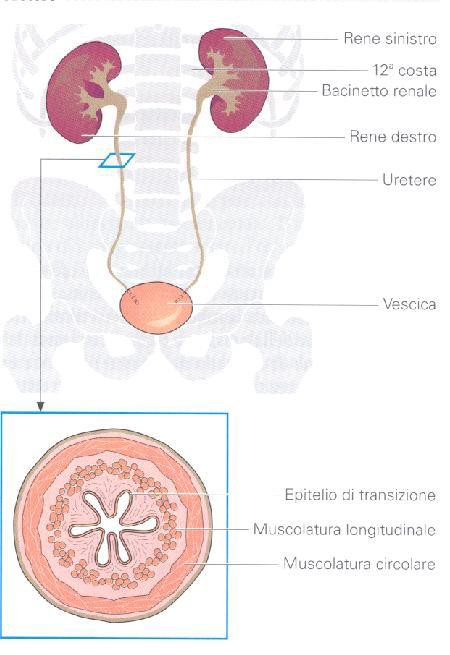 Rene sinistro
12ª costa
Bacinetto renale
Rene destro
Uretere
Vescica
Epitelio di transizione
Muscolatura longitudinale
Muscolatura circolare